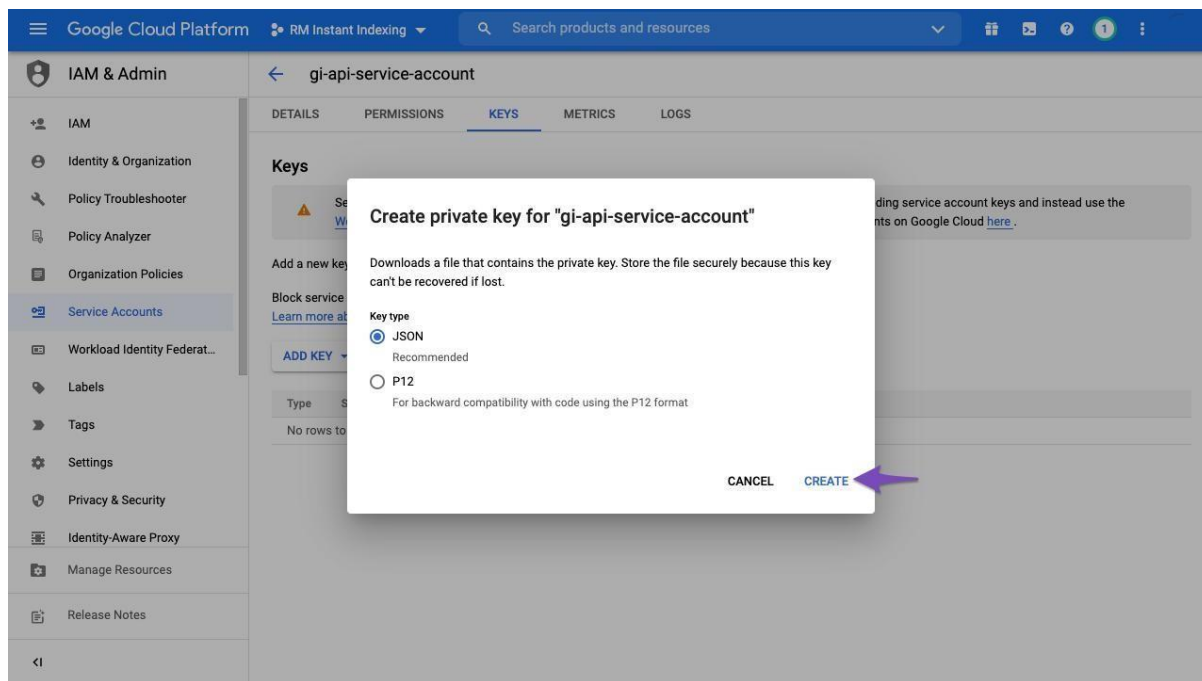 Google Cloud Platform
RM Instant Indexing
Search products and resources
1
IAM & Admin
gi-api-service-account
DETAILS PERMISSIONS KEYS METRICS LOGS
IAM
Identity & Organization
Policy Troubleshooter
Policy Analyzer
Organization Policies
Service Accounts
Workload Identity Federat...
Labels
Tags
Settings
Privacy & Security
Identity-Aware Proxy
Manage Resources
Release Notes
Keys
ding service account keys and instead use the
nts on Google Cloud here .
Add a new key
Block service
Learn more
ADD KEY
Type
No rows to
Create private key for "gi-api-service-account"
Downloads a file that contains the private key. Store the file securely because this key
can't be recovered if lost.
Key type
JSON
Recommended
P12
For backward compatibility with code using the P12 format
CANCEL CREATE